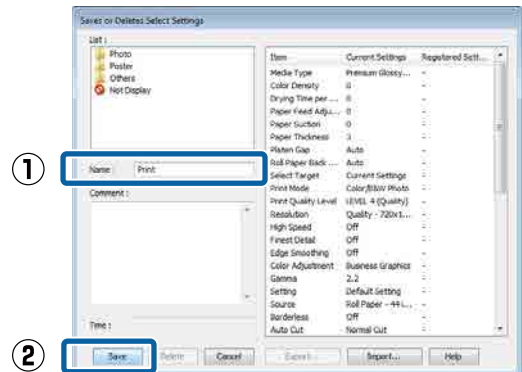 Saves or Deletes Select Settings
List :
Photo
Poster
Others
Not Display
① Name : Print
Comment :
Time :
② Save Delete Cancel Export... Import... Help
Item Current Settings Registered Sett...
Media Type Premium Glossy... -
Color Density 0 -
Drying Time per ... 0 -
Paper Feed Adju... 0 -
Paper Suction 0 -
Paper Thickness 3 -
Platen Gap Auto -
Roll Paper Back ... Auto -
Select Target Current Settings -
Print Mode Color/B&W Photo -
Print Quality Level LEVEL 4 (Quality) -
Resolution Quality - 720x1... -
High Speed Off -
Finest Detail Off -
Edge Smoothing Off -
Color Adjustment Business Graphics -
Gamma 2.2 -
Setting Default Setting -
Source Roll Paper - 44 i... -
Borderless Off -
Auto Cut Normal Cut -